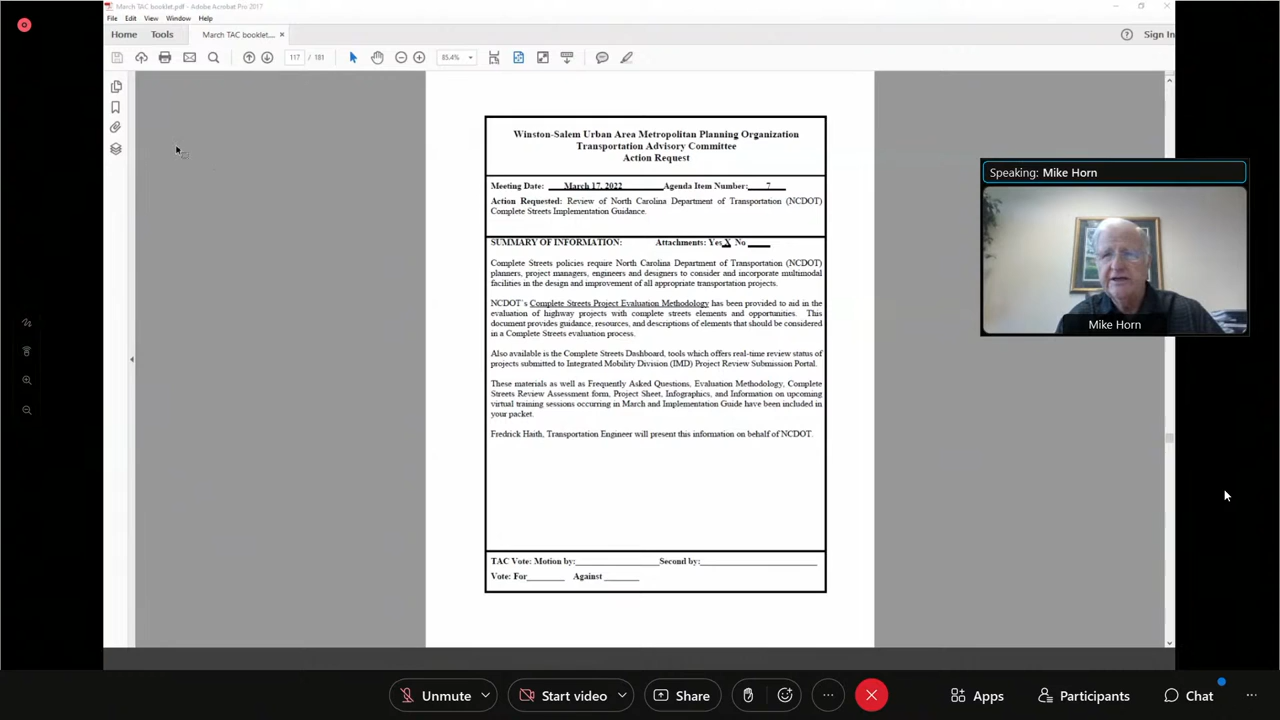 March TAC booklet.pdf - Adobe Acrobat Pro 2017
File Edit View Window Help
Home Tools March TAC booklet.... × Sign In
117 / 181 85.4%
Winston-Salem Urban Area Metropolitan Planning Organization
Transportation Advisory Committee
Action Request
Meeting Date: March 17, 2022 Agenda Item Number: 7
Action Requested: Review of North Carolina Department of Transportation (NCDOT)
Complete Streets Implementation Guidance.
SUMMARY OF INFORMATION: Attachments: Yes X No ____
Complete Streets policies require North Carolina Department of Transportation (NCDOT)
planners, project managers, engineers and designers to consider and incorporate multimodal
facilities in the design and improvement of all appropriate transportation projects.
NCDOT's Complete Streets Project Evaluation Methodology has been provided to aid in the
evaluation of highway projects with complete streets elements and opportunities. This
document provides guidance, resources, and descriptions of elements that should be considered
in a Complete Streets evaluation process.
Also available is the Complete Streets Dashboard, tools which offers real-time review status of
projects submitted to Integrated Mobility Division (IMD) Project Review Submission Portal.
These materials as well as Frequently Asked Questions, Evaluation Methodology, Complete
Streets Review Assessment form, Project Sheet, Infographics, and Information on upcoming
virtual training sessions occurring in March and Implementation Guide have been included in
your packet.
Fredrick Haith, Transportation Engineer will present this information on behalf of NCDOT.
TAC Vote: Motion by:__________________Second by:_________________________
Vote: For________ Against ________
Speaking: Mike Horn
Mike Horn
Unmute Start video Share Apps Participants Chat